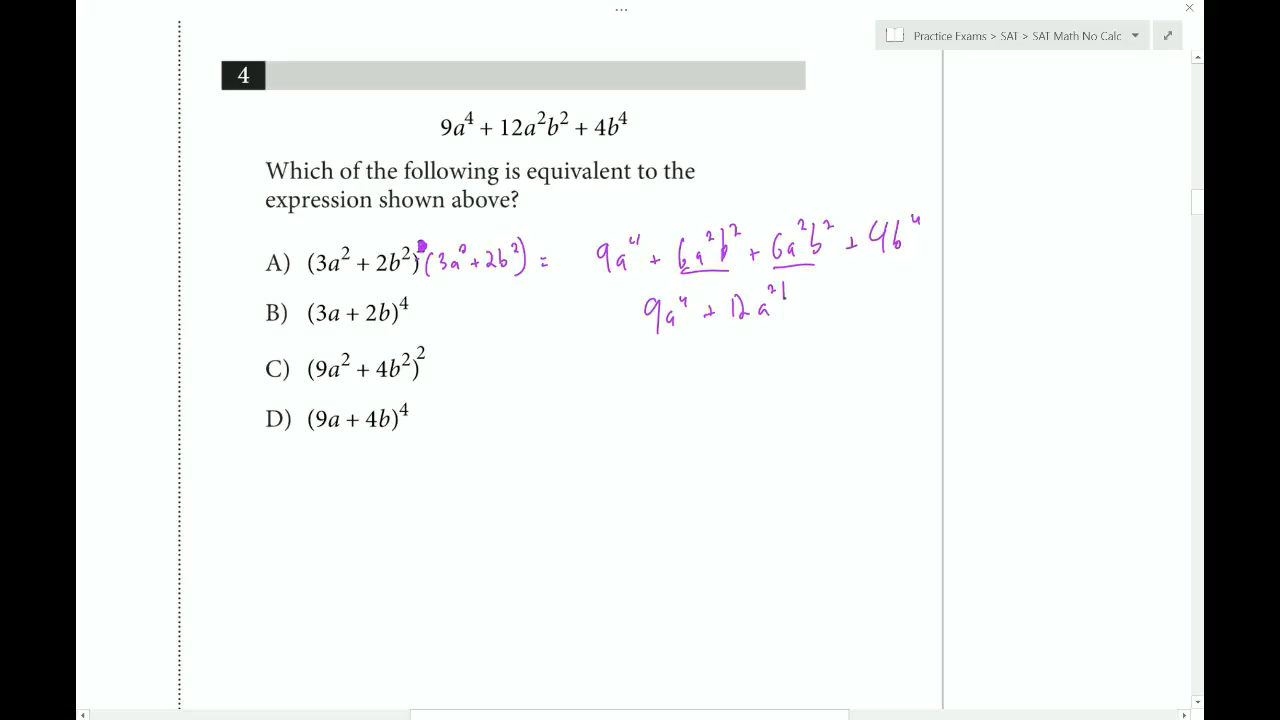 ...
Practice Exams > SAT > SAT Math No Calc
4
9a⁴ + 12a²b² + 4b⁴
Which of the following is equivalent to the
expression shown above?
A) (3a² + 2b²)² (3a² + 2b²) = 9a⁴ + 6a²b² + 6a²b² + 4b⁴
9a⁴ + 12a²
B) (3a + 2b)⁴
C) (9a² + 4b²)²
D) (9a + 4b)⁴